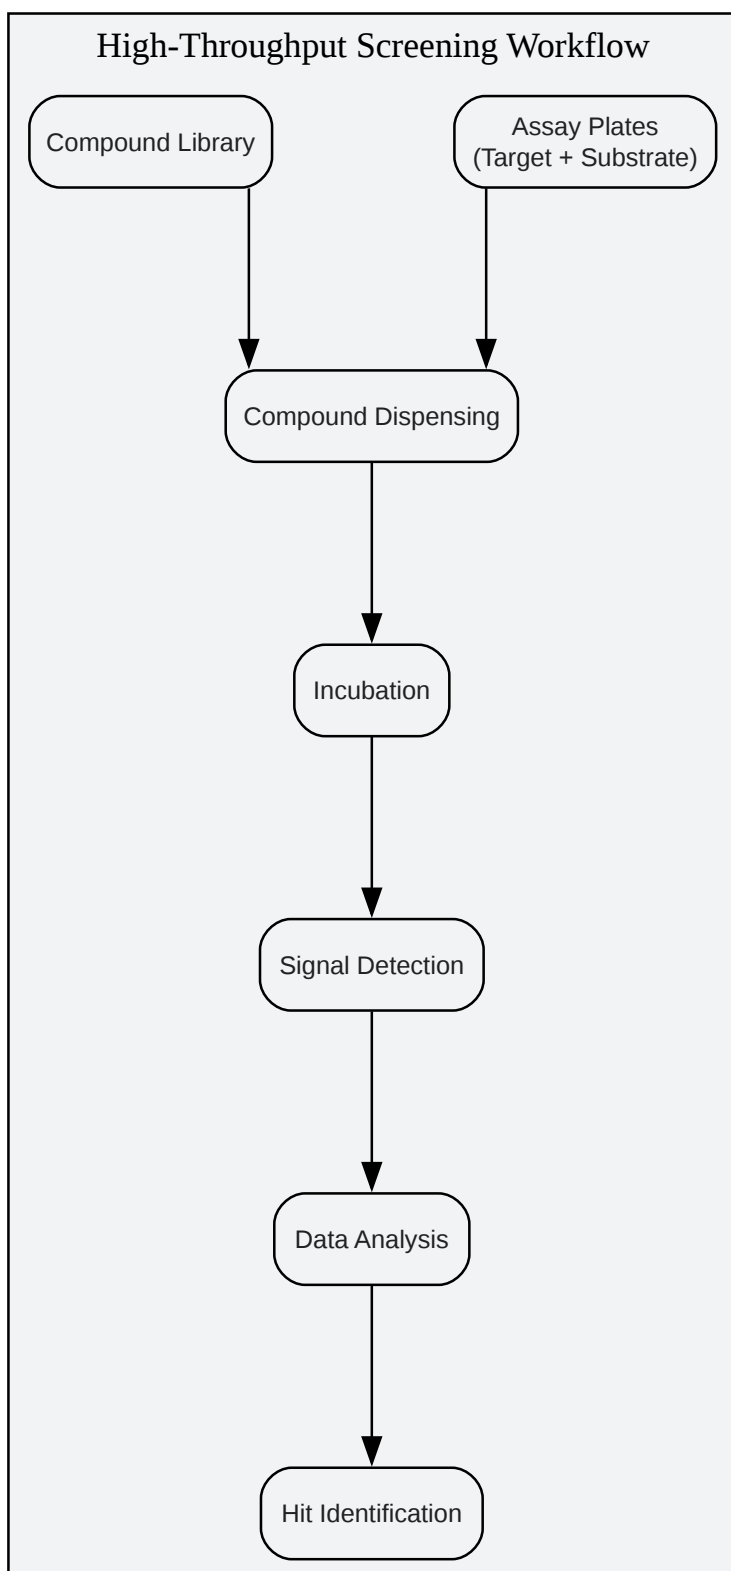 High-Throughput Screening Workflow
Compound Library
Assay Plates
(Target + Substrate)
Compound Dispensing
Incubation
Signal Detection
Data Analysis
Hit Identification